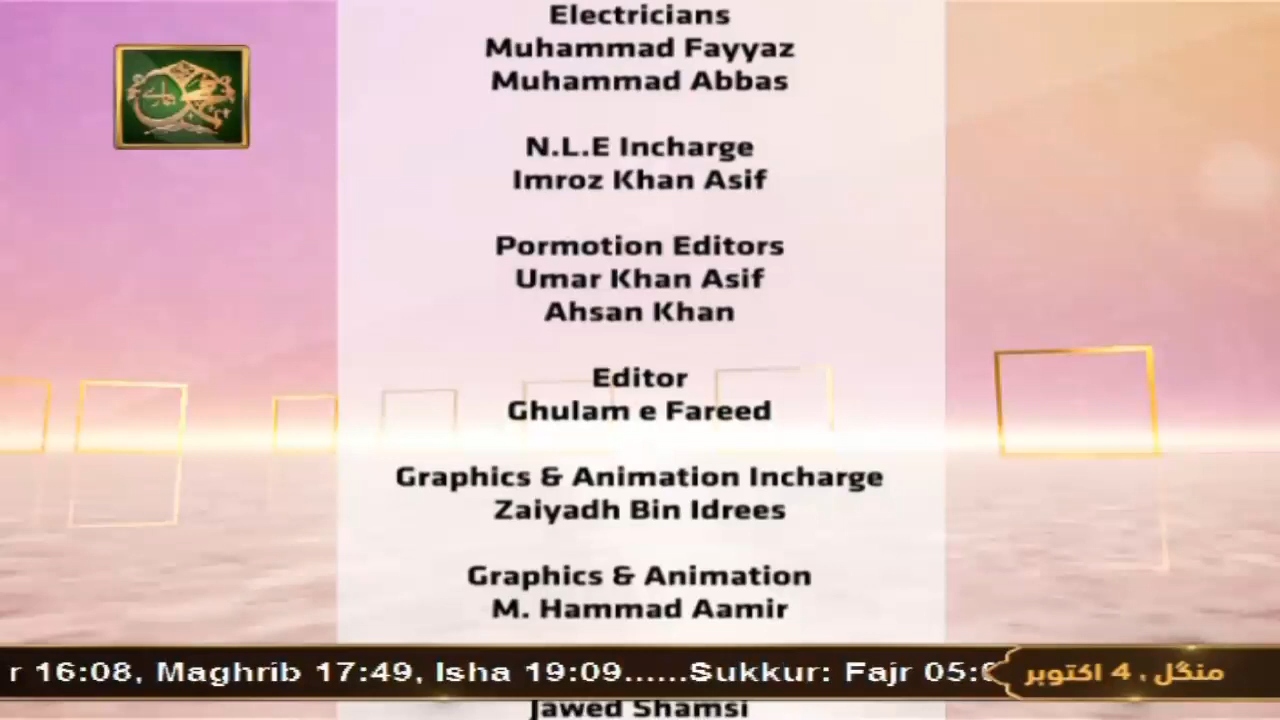 Electricians
Muhammad Fayyaz
Muhammad Abbas
N.L.E Incharge
Imroz Khan Asif
Pormotion Editors
Umar Khan Asif
Ahsan Khan
Editor
Ghulam e Fareed
Graphics & Animation Incharge
Zaiyadh Bin Idrees
Graphics & Animation
M. Hammad Aamir
r 16:08, Maghrib 17:49, Isha 19:09......Sukkur: Fajr 05:
منگل ، 4 اکتوبر
Jawed Shamsi